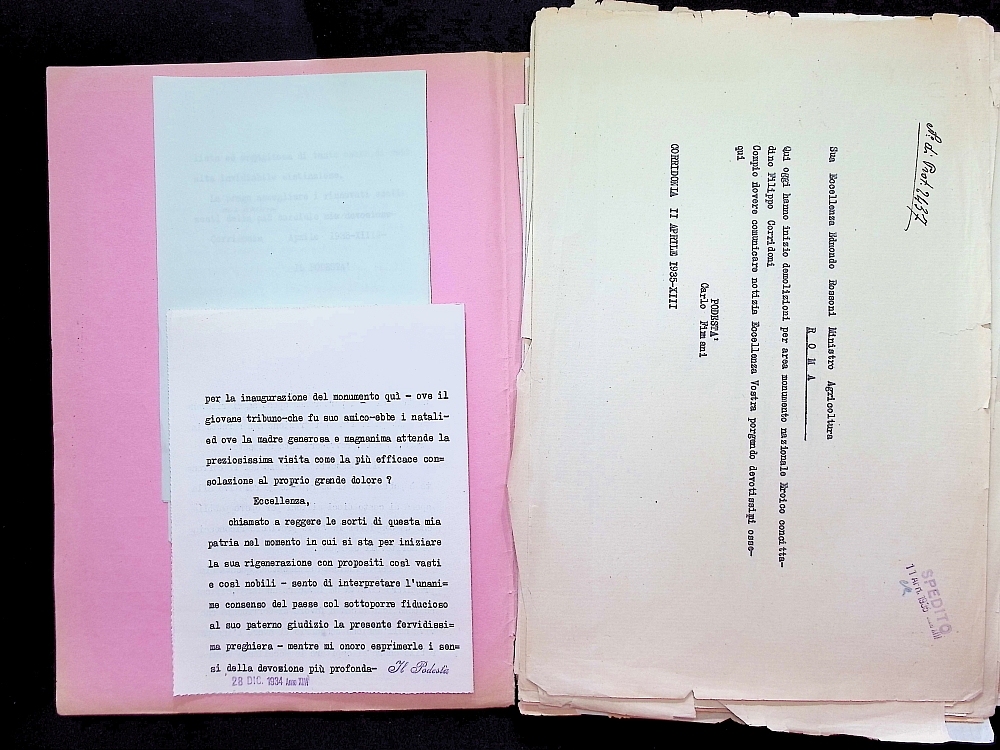 per la inaugurazione del monumento quì - ove il
giovane tribuno-che fu suo amico-ebbe i natali-
ed ove la madre generosa e magnanima attende la
preziosissima visita come la più efficace con=
solazione al proprio grande dolore ?
Eccellenza,
chiamato a reggere le sorti di questa mia
patria nel momento in cui si sta per iniziare
la sua rigenerazione con propositi così vasti
e così nobili - sento di interpretare l'unani=
me consenso del paese col sottoporre fiducioso
al suo paterno giudizio la presente fervidissi=
ma preghiera - mentre mi onoro esprimerle i sen=
si della devozione più profonda- Il Podestà
28 DIC. 1934 Anno XIII
N. di Prot. 2437
Sua Eccellenza Edmondo Rossoni Ministro Agricoltura
R O M A
Qui oggi hanno inizio demolizioni per area monumento nazionale Eroico concitta-
dino Filippo Corridoni
Compio dovere comunicare notizia Eccellenza Vostra porgendo devotissimi osse-
qui
PODESTA'
Carlo Fimani
CORRIDONIA II APRILE I935-XIII
SPEDITO
11 APR. 1935